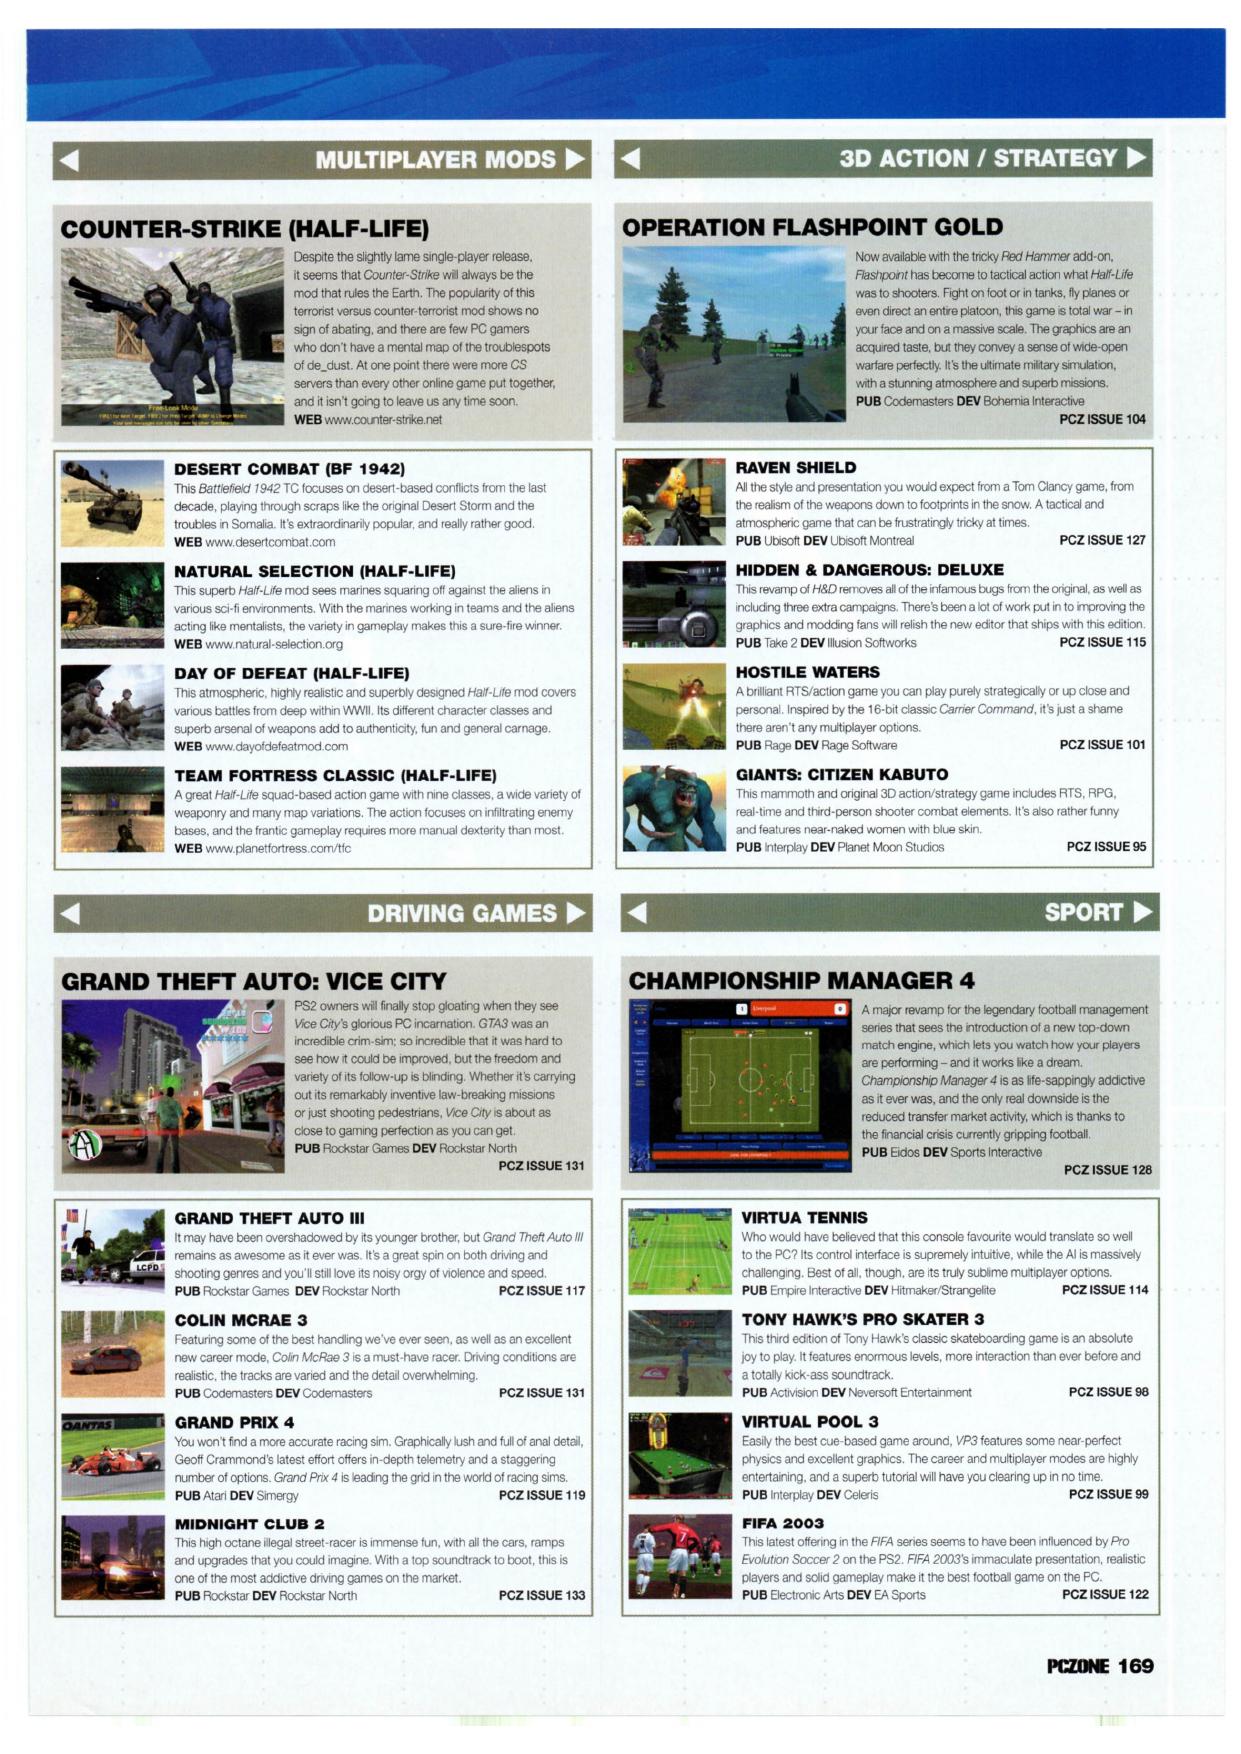 MULTIPLAYER MODS
COUNTER-STRIKE (HALF-LIFE)
Despite the slightly lame single-player release,
it seems that Counter-Strike will always be the
mod that rules the Earth. The popularity of this
terrorist versus counter-terrorist mod shows no
sign of abating, and there are few PC gamers
who don't have a mental map of the troublespots
of de_dust. At one point there were more CS
servers than every other online game put together,
and it isn't going to leave us any time soon.
WEB www.counter-strike.net
Free-Look Mode
DESERT COMBAT (BF 1942)
This Battlefield 1942 TC focuses on desert-based conflicts from the last
decade, playing through scraps like the original Desert Storm and the
troubles in Somalia. It's extraordinarily popular, and really rather good.
WEB www.desertcombat.com
NATURAL SELECTION (HALF-LIFE)
This superb Half-Life mod sees marines squaring off against the aliens in
various sci-fi environments. With the marines working in teams and the aliens
acting like mentalists, the variety in gameplay makes this a sure-fire winner.
WEB www.natural-selection.org
DAY OF DEFEAT (HALF-LIFE)
This atmospheric, highly realistic and superbly designed Half-Life mod covers
various battles from deep within WWII. Its different character classes and
superb arsenal of weapons add to authenticity, fun and general carnage.
WEB www.dayofdefeatmod.com
TEAM FORTRESS CLASSIC (HALF-LIFE)
A great Half-Life squad-based action game with nine classes, a wide variety of
weaponry and many map variations. The action focuses on infiltrating enemy
bases, and the frantic gameplay requires more manual dexterity than most.
WEB www.planetfortress.com/tfc
3D ACTION / STRATEGY
OPERATION FLASHPOINT GOLD
Now available with the tricky Red Hammer add-on,
Flashpoint has become to tactical action what Half-Life
was to shooters. Fight on foot or in tanks, fly planes or
even direct an entire platoon, this game is total war – in
your face and on a massive scale. The graphics are an
acquired taste, but they convey a sense of wide-open
warfare perfectly. It's the ultimate military simulation,
with a stunning atmosphere and superb missions.
PUB Codemasters DEV Bohemia Interactive
PCZ ISSUE 104
RAVEN SHIELD
All the style and presentation you would expect from a Tom Clancy game, from
the realism of the weapons down to footprints in the snow. A tactical and
atmospheric game that can be frustratingly tricky at times.
PUB Ubisoft DEV Ubisoft Montreal PCZ ISSUE 127
HIDDEN & DANGEROUS: DELUXE
This revamp of H&D removes all of the infamous bugs from the original, as well as
including three extra campaigns. There's been a lot of work put in to improving the
graphics and modding fans will relish the new editor that ships with this edition.
PUB Take 2 DEV Illusion Softworks PCZ ISSUE 115
HOSTILE WATERS
A brilliant RTS/action game you can play purely strategically or up close and
personal. Inspired by the 16-bit classic Carrier Command, it's just a shame
there aren't any multiplayer options.
PUB Rage DEV Rage Software PCZ ISSUE 101
GIANTS: CITIZEN KABUTO
This mammoth and original 3D action/strategy game includes RTS, RPG,
real-time and third-person shooter combat elements. It's also rather funny
and features near-naked women with blue skin.
PUB Interplay DEV Planet Moon Studios PCZ ISSUE 95
DRIVING GAMES
GRAND THEFT AUTO: VICE CITY
PS2 owners will finally stop gloating when they see
Vice City's glorious PC incarnation. GTA3 was an
incredible crim-sim; so incredible that it was hard to
see how it could be improved, but the freedom and
variety of its follow-up is blinding. Whether it's carrying
out its remarkably inventive law-breaking missions
or just shooting pedestrians, Vice City is about as
close to gaming perfection as you can get.
PUB Rockstar Games DEV Rockstar North
PCZ ISSUE 131
GRAND THEFT AUTO III
It may have been overshadowed by its younger brother, but Grand Theft Auto III
remains as awesome as it ever was. It's a great spin on both driving and
shooting genres and you'll still love its noisy orgy of violence and speed.
PUB Rockstar Games DEV Rockstar North PCZ ISSUE 117
LCPD
COLIN MCRAE 3
Featuring some of the best handling we've ever seen, as well as an excellent
new career mode, Colin McRae 3 is a must-have racer. Driving conditions are
realistic, the tracks are varied and the detail overwhelming.
PUB Codemasters DEV Codemasters PCZ ISSUE 131
QANTAS
GRAND PRIX 4
You won't find a more accurate racing sim. Graphically lush and full of anal detail,
Geoff Crammond's latest effort offers in-depth telemetry and a staggering
number of options. Grand Prix 4 is leading the grid in the world of racing sims.
PUB Atari DEV Simergy PCZ ISSUE 119
MIDNIGHT CLUB 2
This high octane illegal street-racer is immense fun, with all the cars, ramps
and upgrades that you could imagine. With a top soundtrack to boot, this is
one of the most addictive driving games on the market.
PUB Rockstar DEV Rockstar North PCZ ISSUE 133
SPORT
CHAMPIONSHIP MANAGER 4
1 Liverpool 0
A major revamp for the legendary football management
series that sees the introduction of a new top-down
match engine, which lets you watch how your players
are performing – and it works like a dream.
Championship Manager 4 is as life-sappingly addictive
as it ever was, and the only real downside is the
reduced transfer market activity, which is thanks to
the financial crisis currently gripping football.
PUB Eidos DEV Sports Interactive
PCZ ISSUE 128
VIRTUA TENNIS
Who would have believed that this console favourite would translate so well
to the PC? Its control interface is supremely intuitive, while the AI is massively
challenging. Best of all, though, are its truly sublime multiplayer options.
PUB Empire Interactive DEV Hitmaker/Strangelite PCZ ISSUE 114
TONY HAWK'S PRO SKATER 3
This third edition of Tony Hawk's classic skateboarding game is an absolute
joy to play. It features enormous levels, more interaction than ever before and
a totally kick-ass soundtrack.
PUB Activision DEV Neversoft Entertainment PCZ ISSUE 98
VIRTUAL POOL 3
Easily the best cue-based game around, VP3 features some near-perfect
physics and excellent graphics. The career and multiplayer modes are highly
entertaining, and a superb tutorial will have you clearing up in no time.
PUB Interplay DEV Celeris PCZ ISSUE 99
FIFA 2003
This latest offering in the FIFA series seems to have been influenced by Pro
Evolution Soccer 2 on the PS2. FIFA 2003's immaculate presentation, realistic
players and solid gameplay make it the best football game on the PC.
PUB Electronic Arts DEV EA Sports PCZ ISSUE 122
PCZONE 169